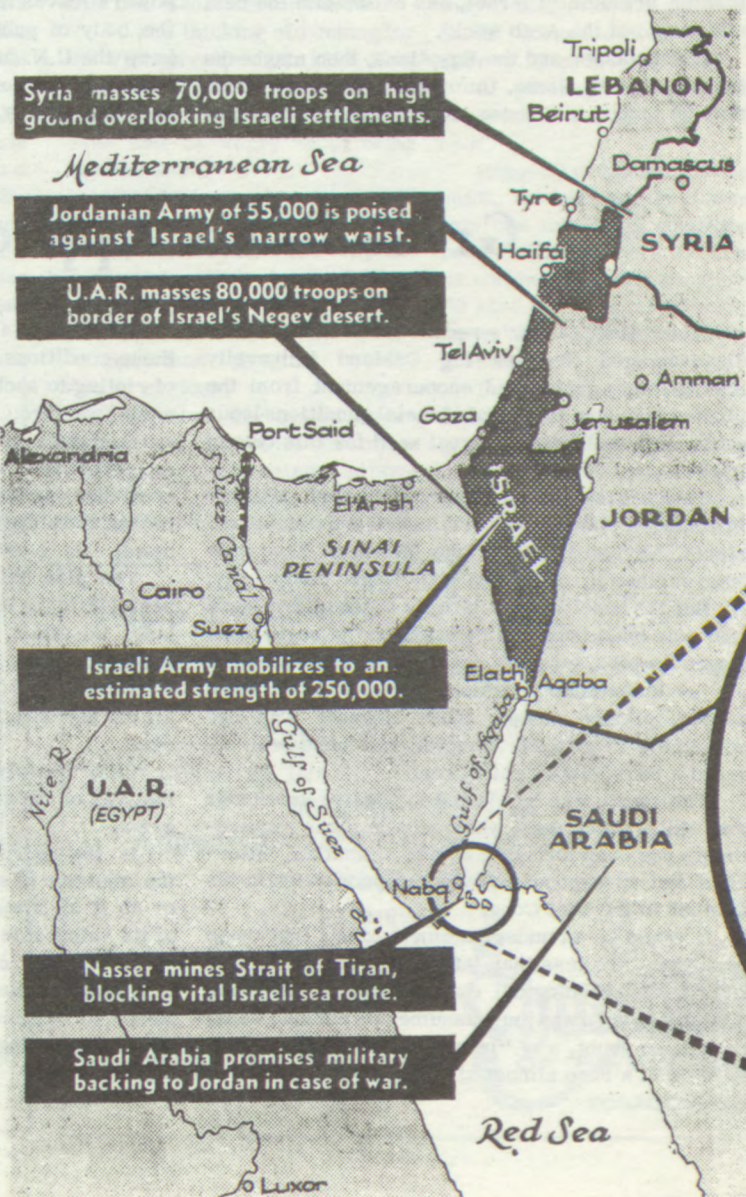 Tripoli
LEBANON
Syria masses 70,000 troops on high
ground overlooking Israeli settlements.
Beirut
Mediterranean Sea
Damascus
Jordanian Army of 55,000 is poised
against Israel's narrow waist.
Tyre
SYRIA
Haifa
U.A.R. masses 80,000 troops on
border of Israel's Negev desert.
Tel Aviv
Amman
Gaza
Jerusalem
Port Said
Alexandria
El Arish
Suez Canal
ISRAEL
JORDAN
SINAI
PENINSULA
Cairo
Suez
Israeli Army mobilizes to an
estimated strength of 250,000.
Elath
Aqaba
Gulf of Aqaba
Gulf of Suez
Nile R.
U.A.R.
(EGYPT)
SAUDI
ARABIA
Nabq
Nasser mines Strait of Tiran,
blocking vital Israeli sea route.
Saudi Arabia promises military
backing to Jordan in case of war.
Red Sea
Luxor